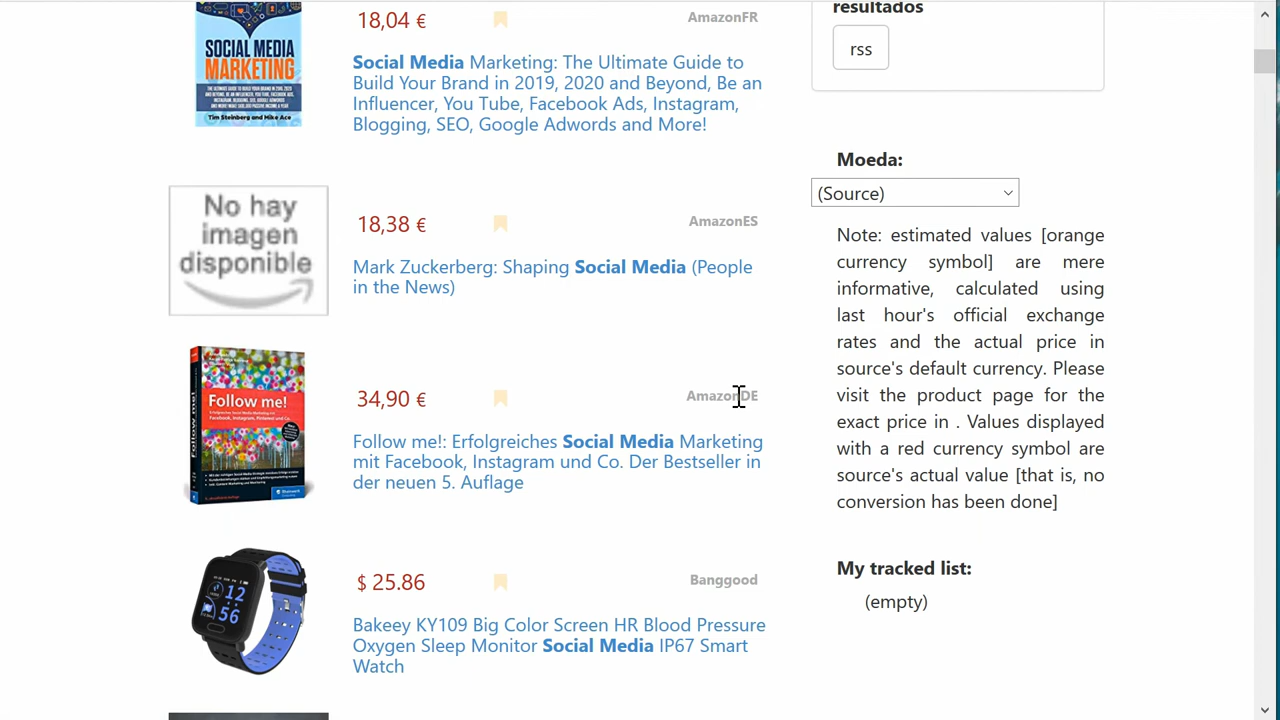 resultados
rss
18,04 €
AmazonFR
SOCIAL MEDIA
MARKETING
Tim Steinberg and Mike Ace
Social Media Marketing: The Ultimate Guide to
Build Your Brand in 2019, 2020 and Beyond, Be an
Influencer, You Tube, Facebook Ads, Instagram,
Blogging, SEO, Google Adwords and More!
Moeda:
(Source)
No hay
imagen
disponible
18,38 €
AmazonES
Mark Zuckerberg: Shaping Social Media (People
in the News)
Note: estimated values [orange
currency symbol] are mere
informative, calculated using
last hour's official exchange
rates and the actual price in
source's default currency. Please
visit the product page for the
exact price in . Values displayed
with a red currency symbol are
source's actual value [that is, no
conversion has been done]
Follow me!
34,90 €
AmazonDE
Follow me!: Erfolgreiches Social Media Marketing
mit Facebook, Instagram und Co. Der Bestseller in
der neuen 5. Auflage
My tracked list:
(empty)
12
56
$ 25.86
Banggood
Bakeey KY109 Big Color Screen HR Blood Pressure
Oxygen Sleep Monitor Social Media IP67 Smart
Watch